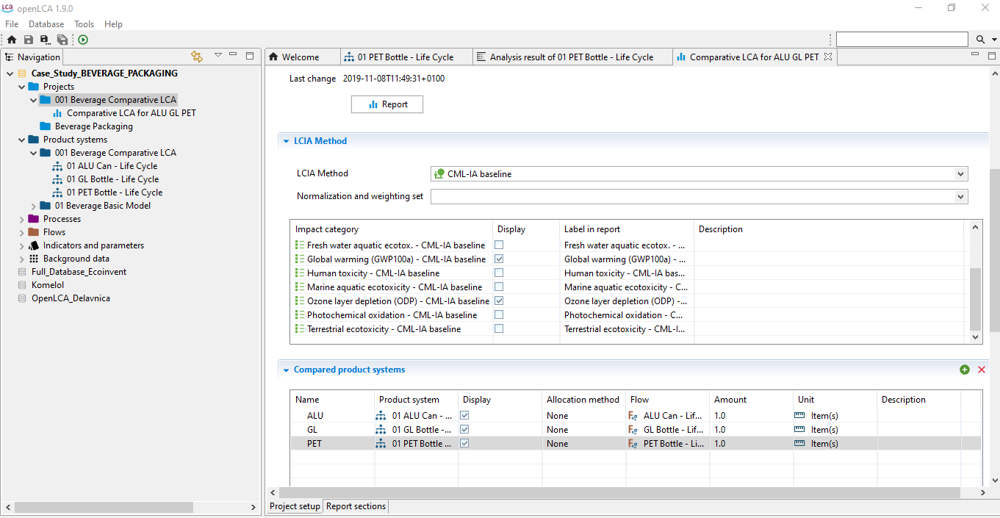 LCA openLCA 1.9.0
File Database Tools Help
Navigation
Case_Study_BEVERAGE_PACKAGING
Projects
001 Beverage Comparative LCA
Comparative LCA for ALU GL PET
Beverage Packaging
Product systems
001 Beverage Comparative LCA
01 ALU Can - Life Cycle
01 GL Bottle - Life Cycle
01 PET Bottle - Life Cycle
01 Beverage Basic Model
Processes
Flows
Indicators and parameters
Background data
Full_Database_Ecoinvent
Komelol
OpenLCA_Delavnica
Welcome 01 PET Bottle - Life Cycle Analysis result of 01 PET Bottle - Life Cycle Comparative LCA for ALU GL PET
Last change 2019-11-08T11:49:31+0100
Report
LCIA Method
LCIA Method CML-IA baseline
Normalization and weighting set
Impact category Display Label in report Description
Fresh water aquatic ecotox. - CML-IA baseline Fresh water aquatic ecotox. - ...
Global warming (GWP100a) - CML-IA baseline Global warming (GWP100a) - ...
Human toxicity - CML-IA baseline Human toxicity - CML-IA bas...
Marine aquatic ecotoxicity - CML-IA baseline Marine aquatic ecotoxicity - C...
Ozone layer depletion (ODP) - CML-IA baseline Ozone layer depletion (ODP) -...
Photochemical oxidation - CML-IA baseline Photochemical oxidation - C...
Terrestrial ecotoxicity - CML-IA baseline Terrestrial ecotoxicity - CML-I...
Compared product systems
Name Product system Display Allocation method Flow Amount Unit Description
ALU 01 ALU Can - ... None ALU Can - Lif... 1.0 Item(s)
GL 01 GL Bottle -... None GL Bottle - Lif... 1.0 Item(s)
PET 01 PET Bottle ... None PET Bottle - Li... 1.0 Item(s)
Project setup Report sections